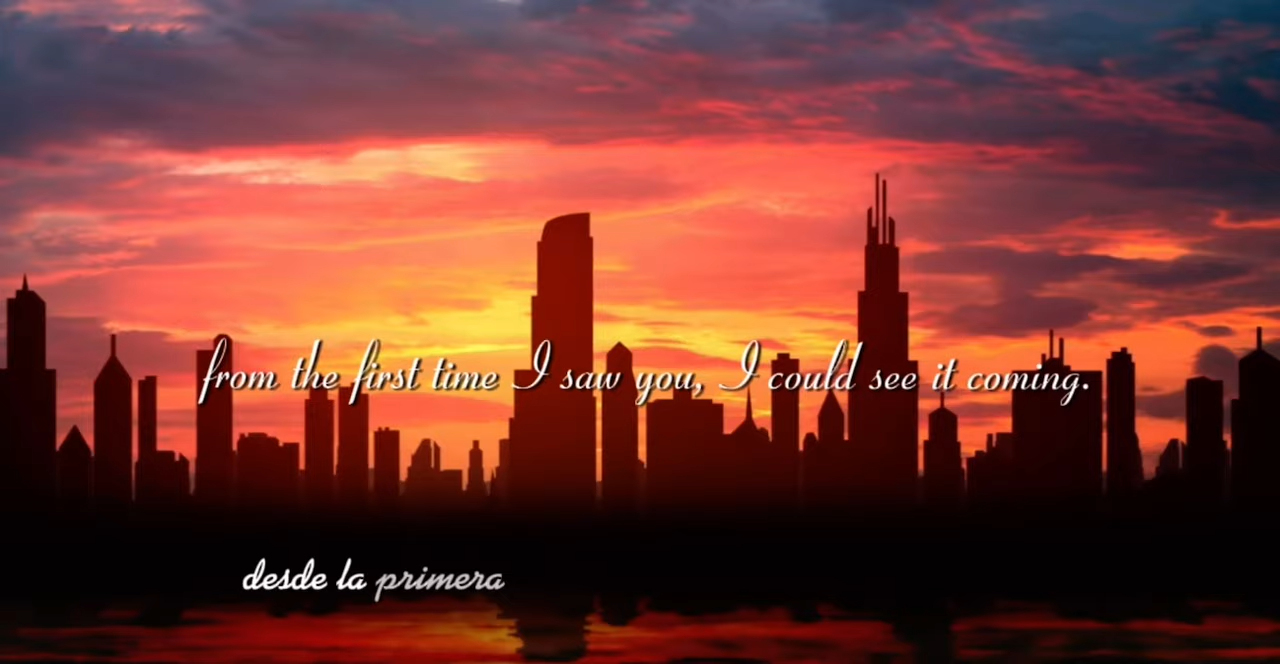 from the first time I saw you, I could see it coming.
desde la primera